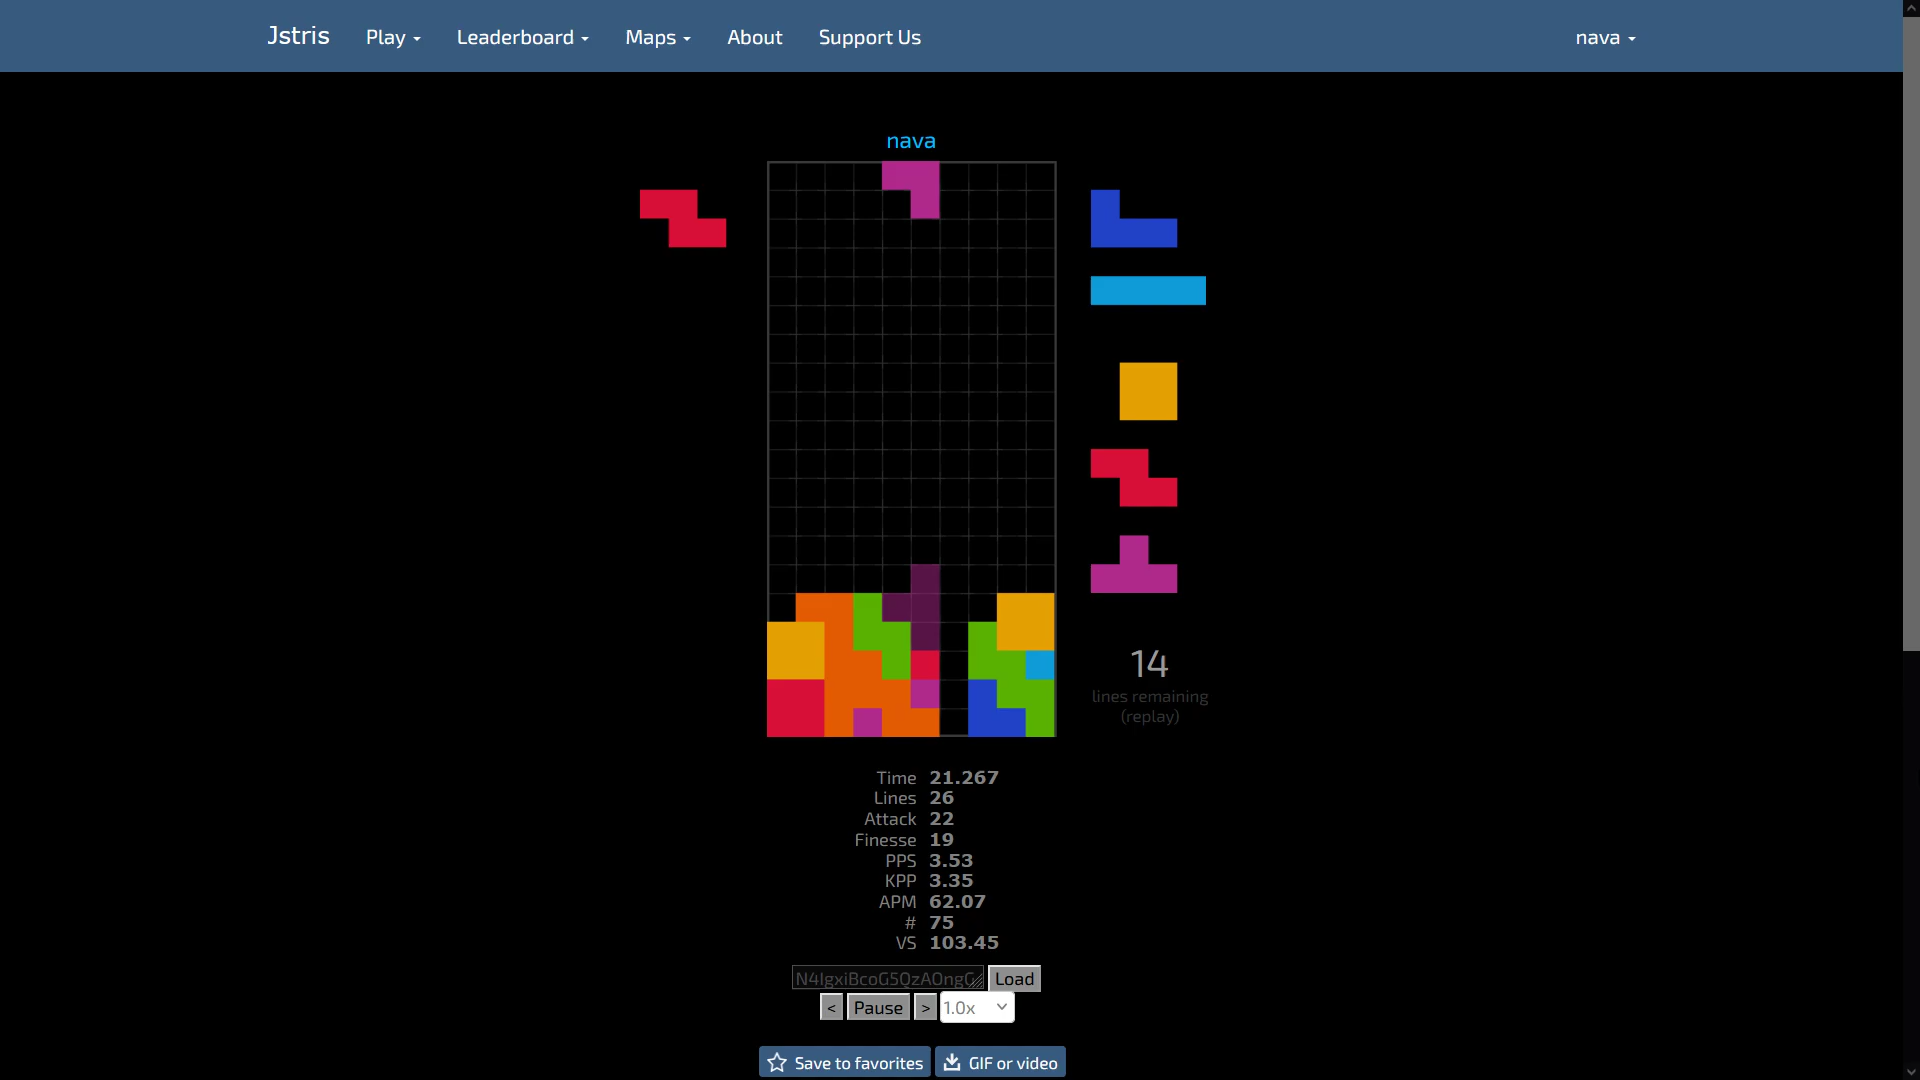 Jstris Play Leaderboard Maps About Support Us nava
nava
14
lines remaining
(replay)
Time 21.267
Lines 26
Attack 22
Finesse 19
PPS 3.53
KPP 3.35
APM 62.07
# 75
VS 103.45
N4IgxiBcoG5QzAOngG Load
< Pause > 1.0x
Save to favorites GIF or video